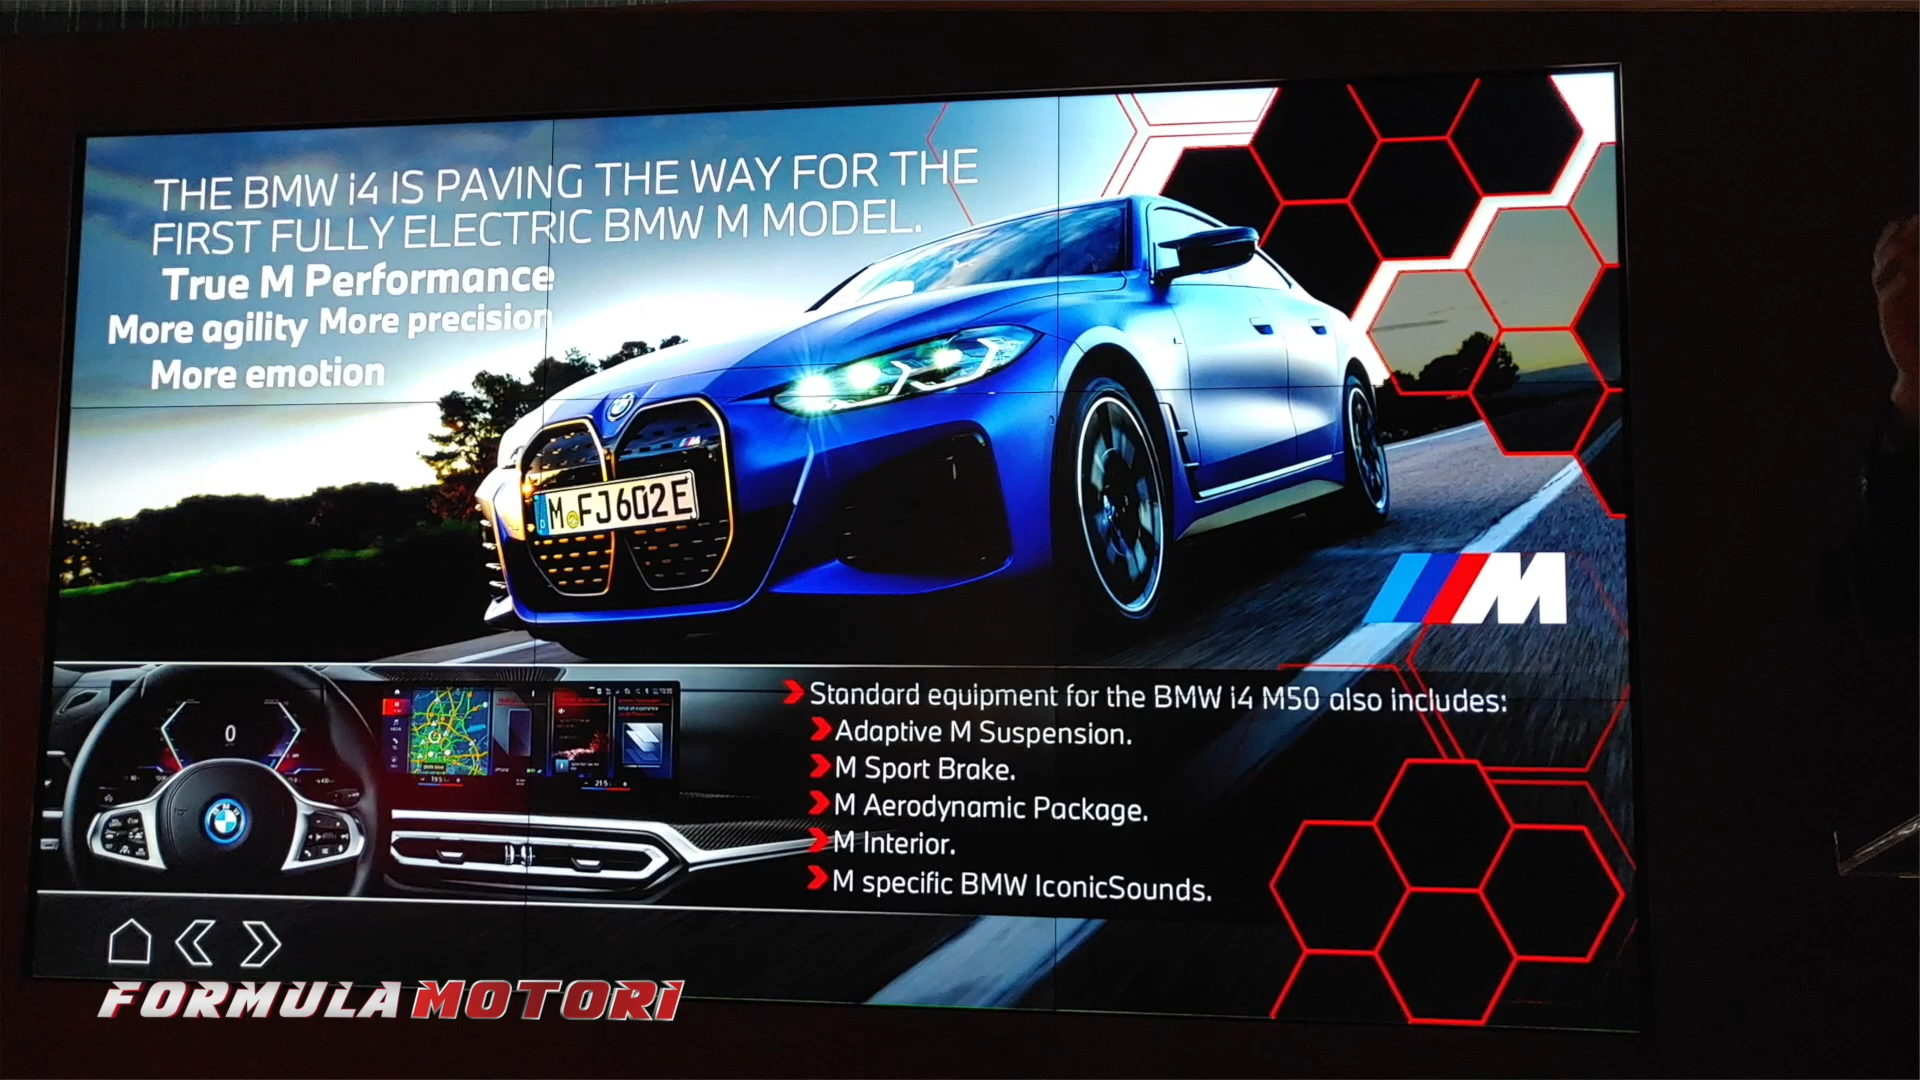 THE BMW i4 IS PAVING THE WAY FOR THE
FIRST FULLY ELECTRIC BMW M MODEL.
True M Performance
More agility More precision
More emotion
M FJ602E
M
0
Standard equipment for the BMW i4 M50 also includes:
Adaptive M Suspension.
M Sport Brake.
M Aerodynamic Package.
M Interior.
M specific BMW IconicSounds.
FORMULA MOTORI